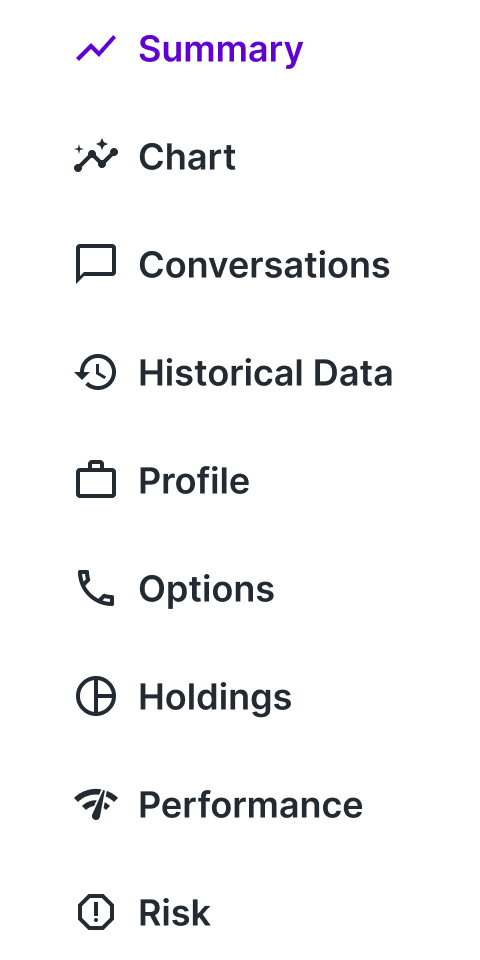 Summary
Chart
Conversations
Historical Data
Profile
Options
Holdings
Performance
Risk